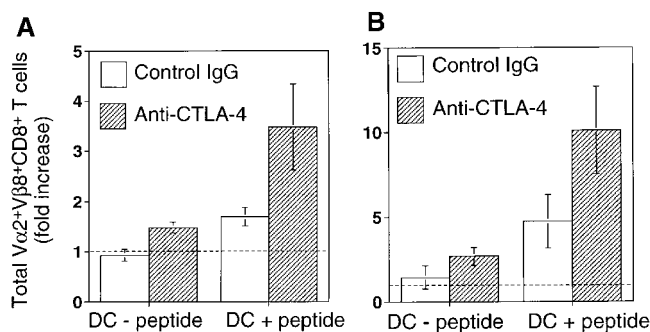 A
Total Vα2+Vβ8+CD8+ T cells
(fold increase)
5
4
3
2
1
0
Control IgG
Anti-CTLA-4
DC - peptide
DC + peptide
B
15
10
5
0
Control IgG
Anti-CTLA-4
DC - peptide
DC + peptide